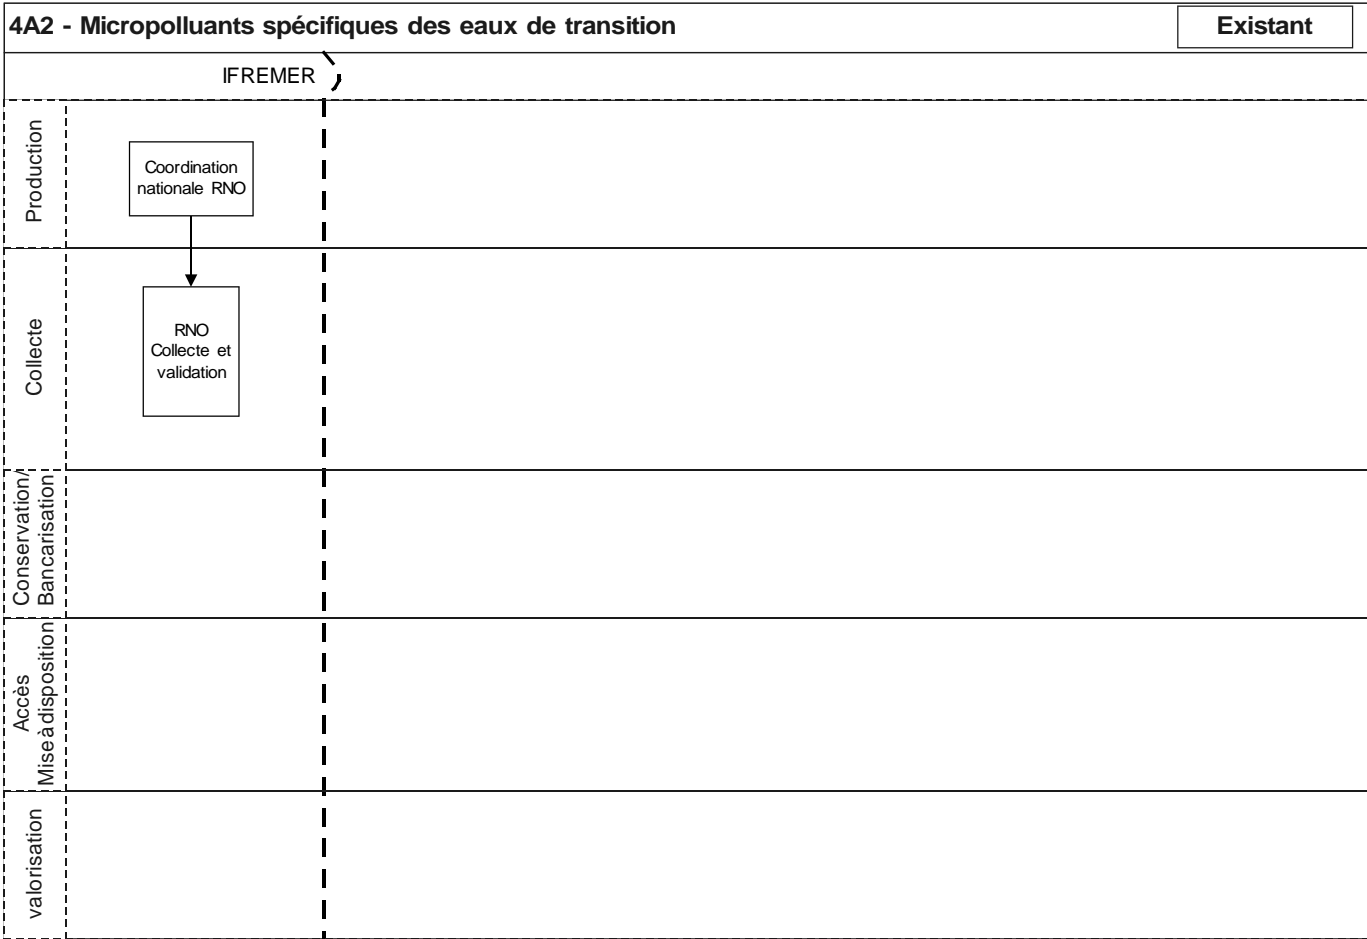 4A2 - Micropolluants spécifiques des eaux de transition
Existant
IFREMER
Production
Coordination
nationale RNO
Collecte
RNO
Collecte et
validation
Conservation/
Bancarisation
Accès
Mise à disposition
valorisation